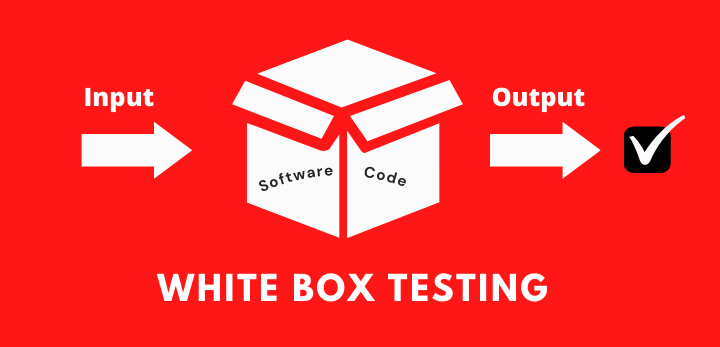 Input
Output
Software Code
WHITE BOX TESTING